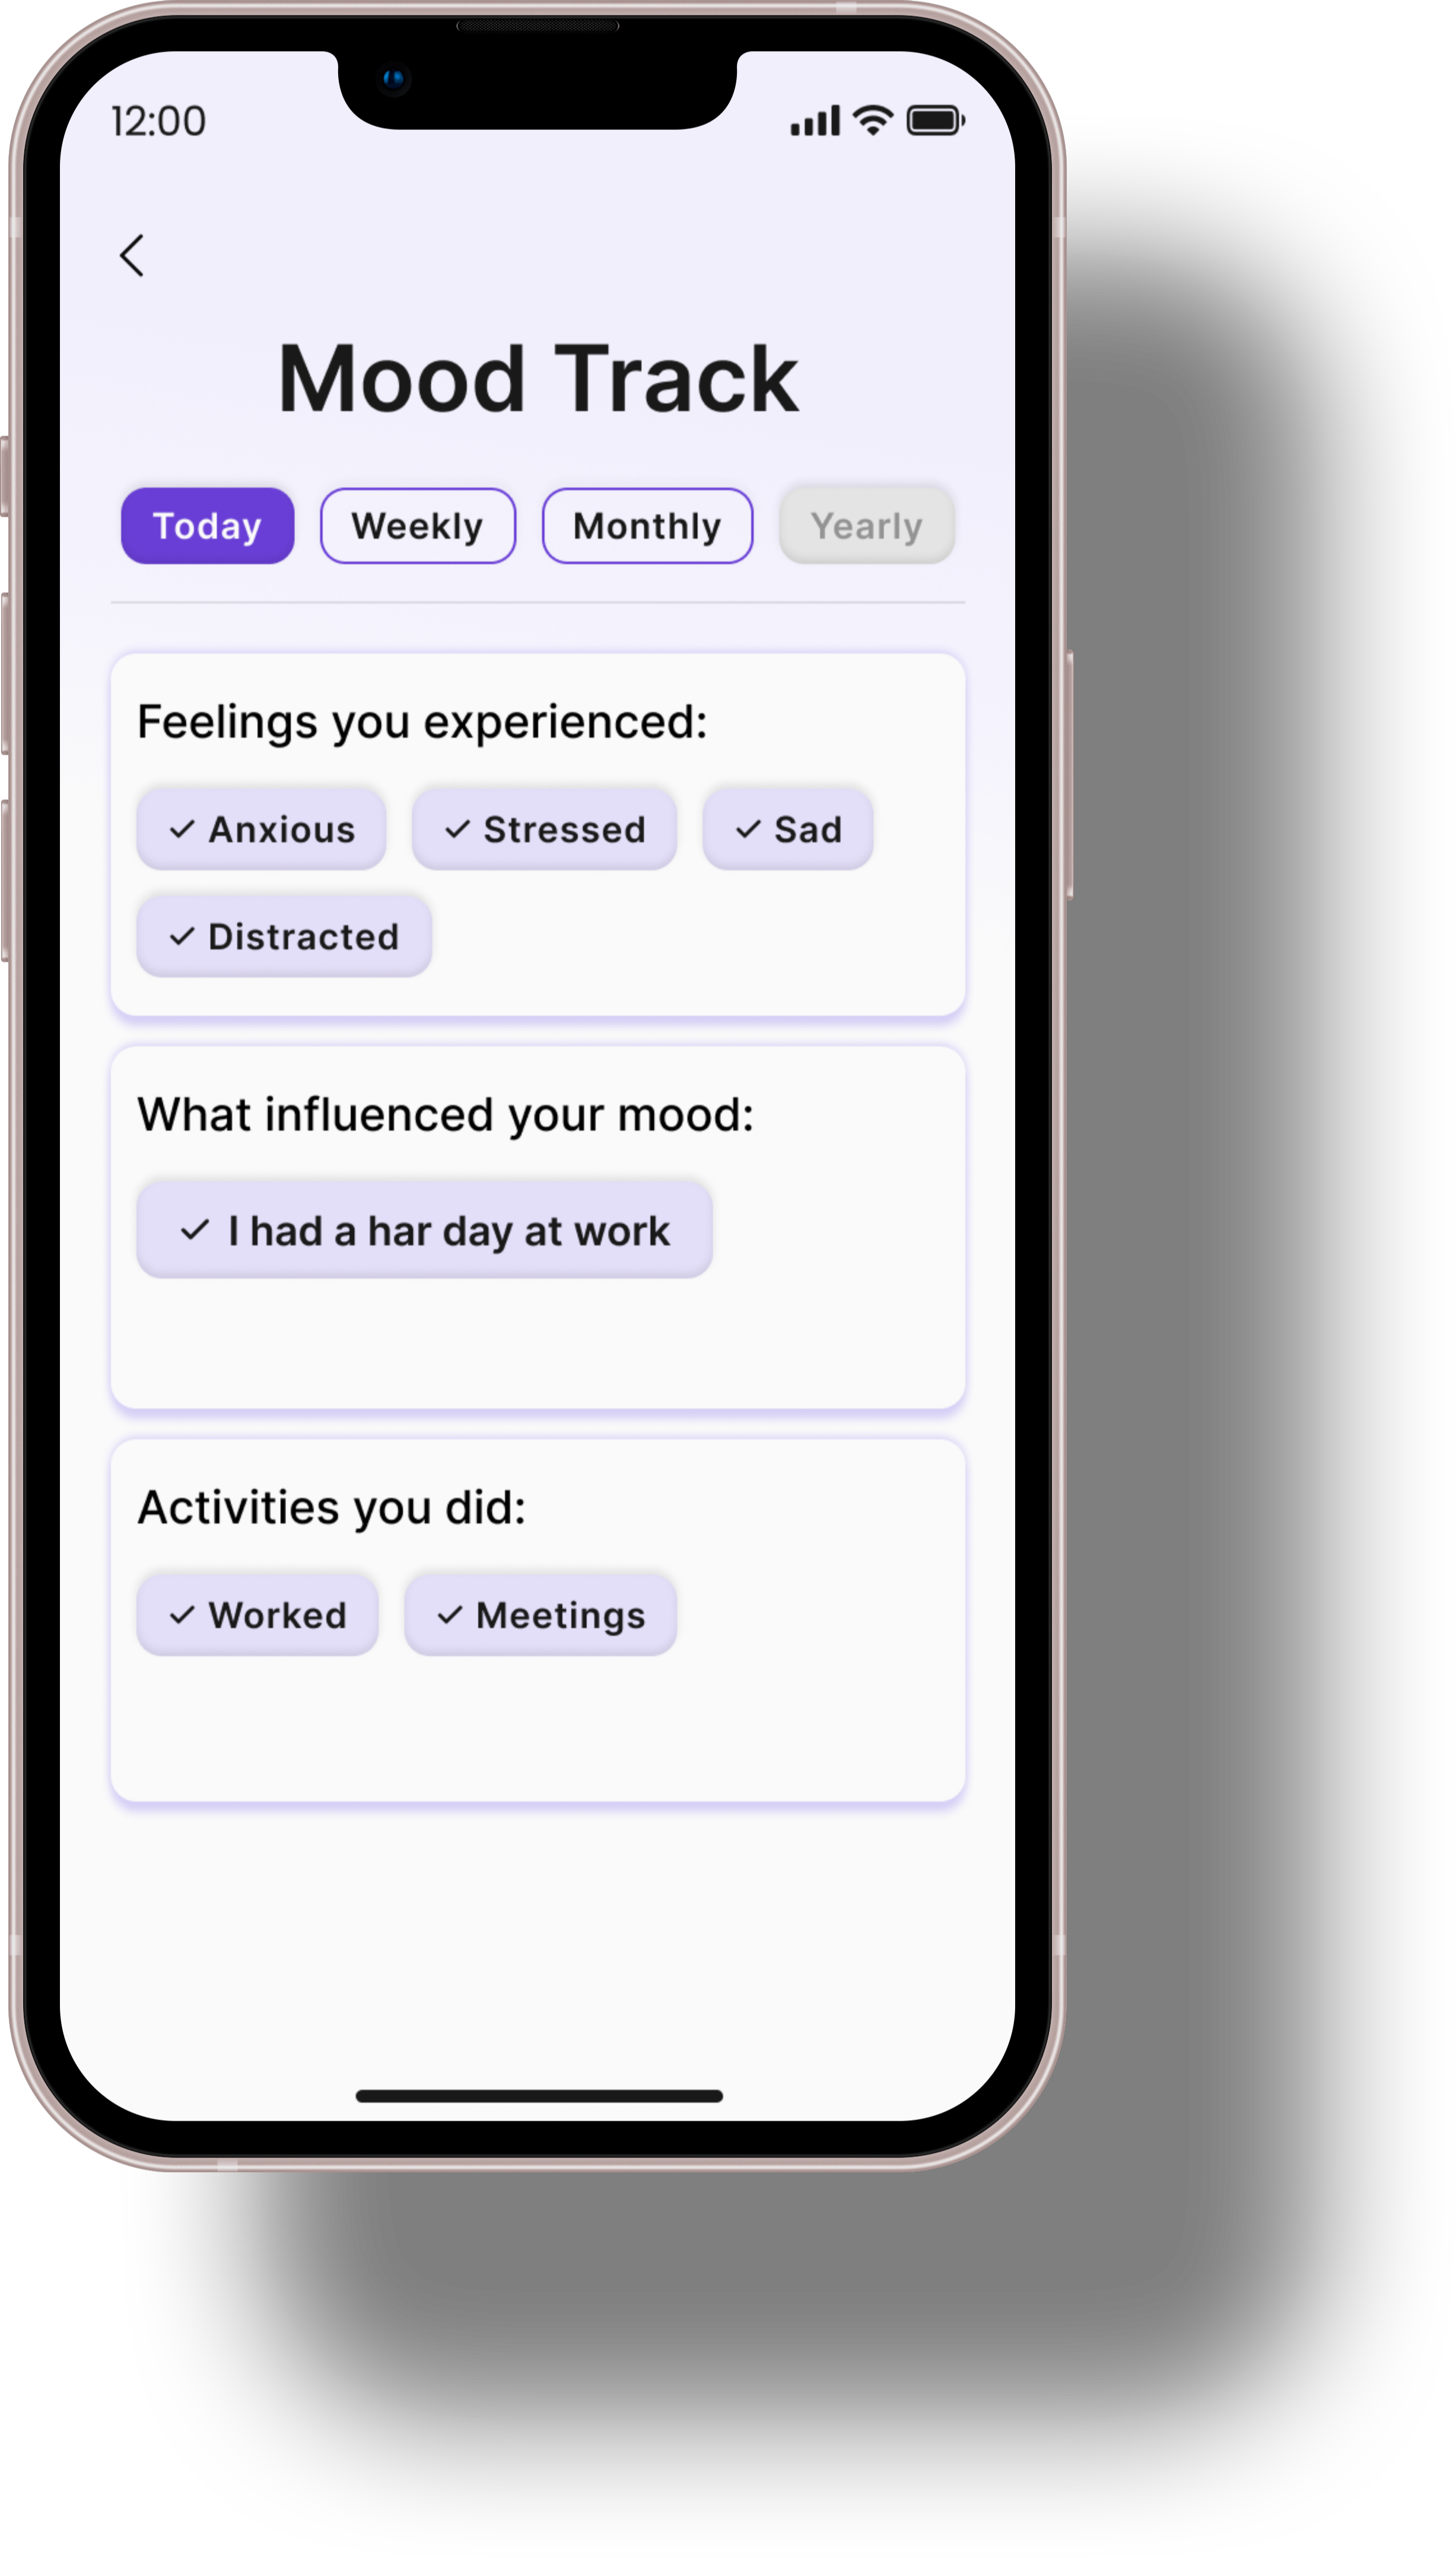 12:00
Mood Track
Today Weekly Monthly Yearly
Feelings you experienced:
Anxious Stressed Sad
Distracted
What influenced your mood:
I had a har day at work
Activities you did:
Worked Meetings